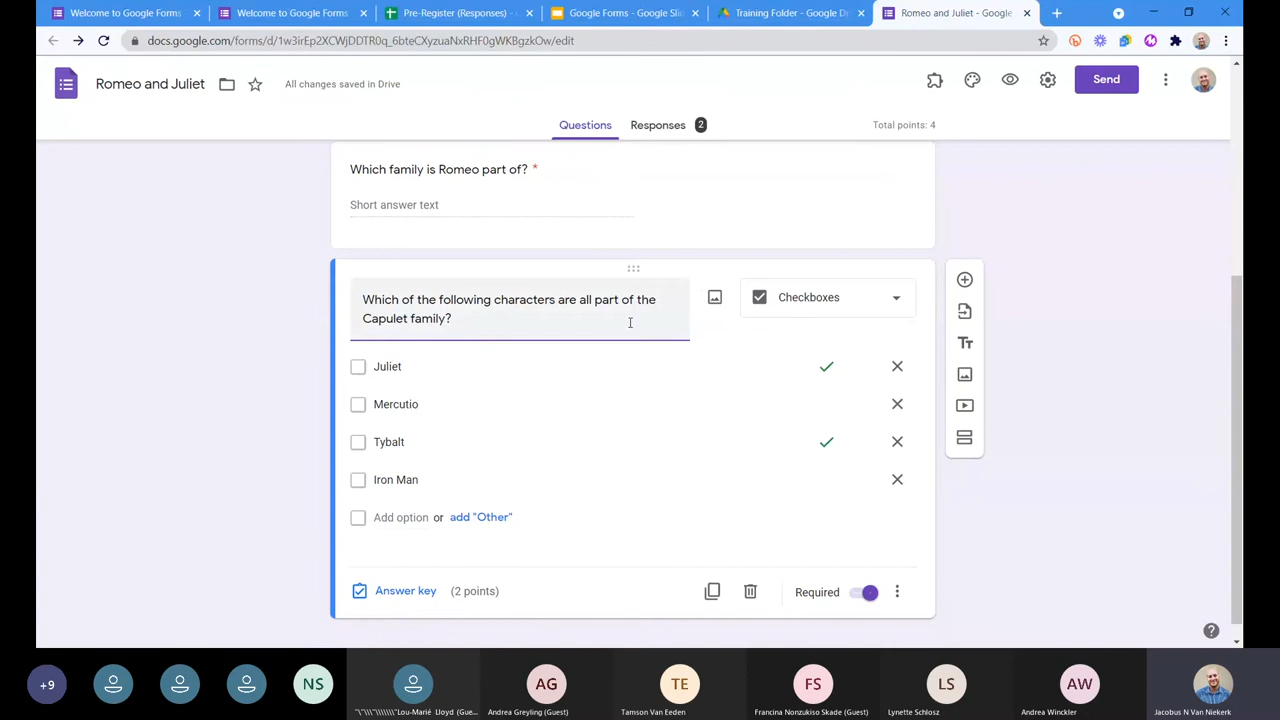 Welcome to Google Forms
Welcome to Google Forms
Pre-Register (Responses) -
Google Forms - Google Sli
Training Folder - Google D
Romeo and Juliet - Google
docs.google.com/forms/d/1w3irEp2XCWjDDTR0q_6bteCXyzuaNxRHF0gWKBgzkOw/edit
Romeo and Juliet
All changes saved in Drive
Send
Questions
Responses 2
Total points: 4
Which family is Romeo part of? *
Short answer text
Which of the following characters are all part of the
Capulet family?
Checkboxes
Juliet
Mercutio
Tybalt
Iron Man
Add option or add "Other"
Answer key (2 points)
Required
+9
NS
AG
TE
FS
LS
AW
"\"\\"\\\\\\\"Lou-Marié Lloyd (Gue...
Andrea Greyling (Guest)
Tamson Van Eeden
Francina Nonzukiso Skade (Guest)
Lynette Schlosz
Andrea Winckler
Jacobus N Van Niekerk